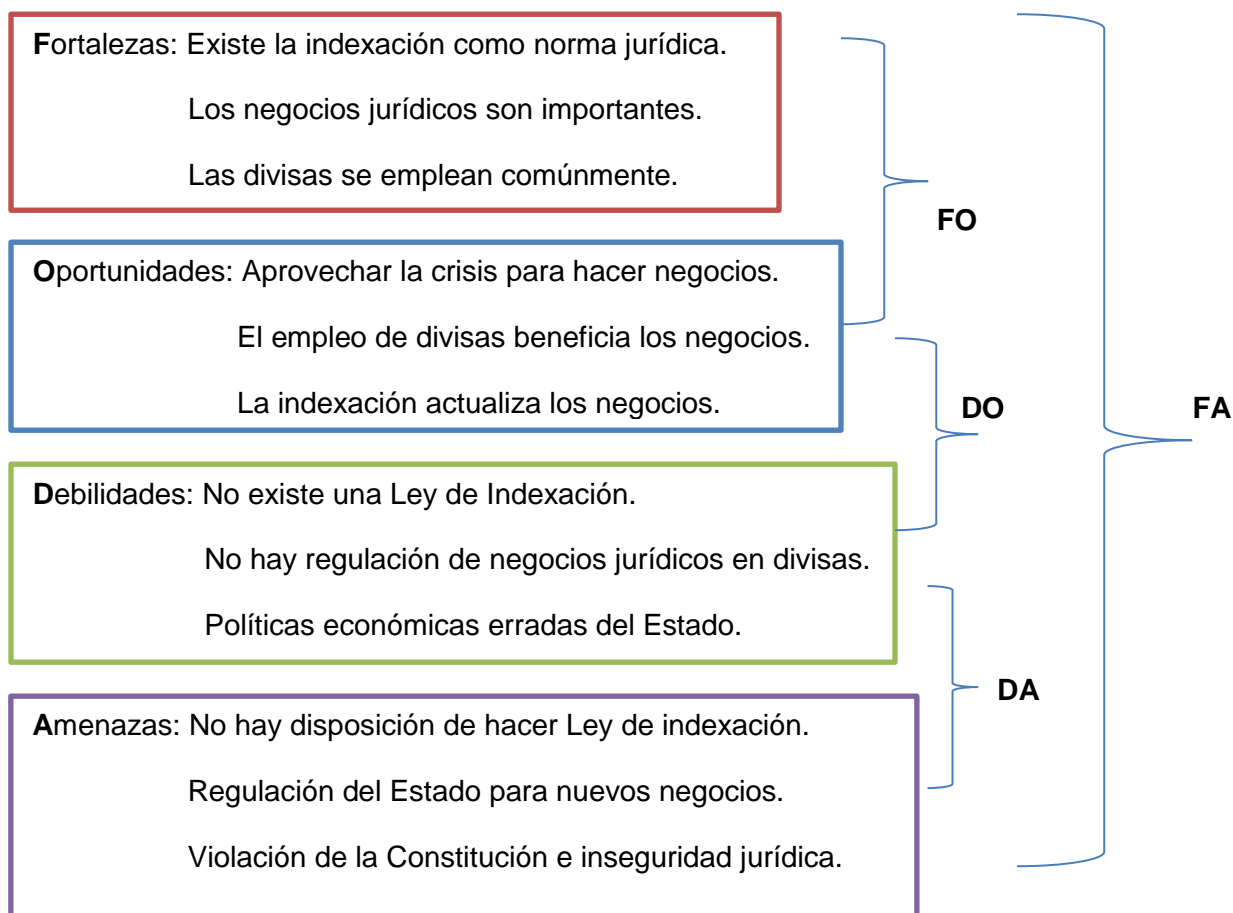 Fortalezas: Existe la indexación como norma jurídica.
Los negocios jurídicos son importantes.
Las divisas se emplean comúnmente.
FO
Oportunidades: Aprovechar la crisis para hacer negocios.
El empleo de divisas beneficia los negocios.
La indexación actualiza los negocios.
DO
FA
Debilidades: No existe una Ley de Indexación.
No hay regulación de negocios jurídicos en divisas.
Políticas económicas erradas del Estado.
DA
Amenazas: No hay disposición de hacer Ley de indexación.
Regulación del Estado para nuevos negocios.
Violación de la Constitución e inseguridad jurídica.